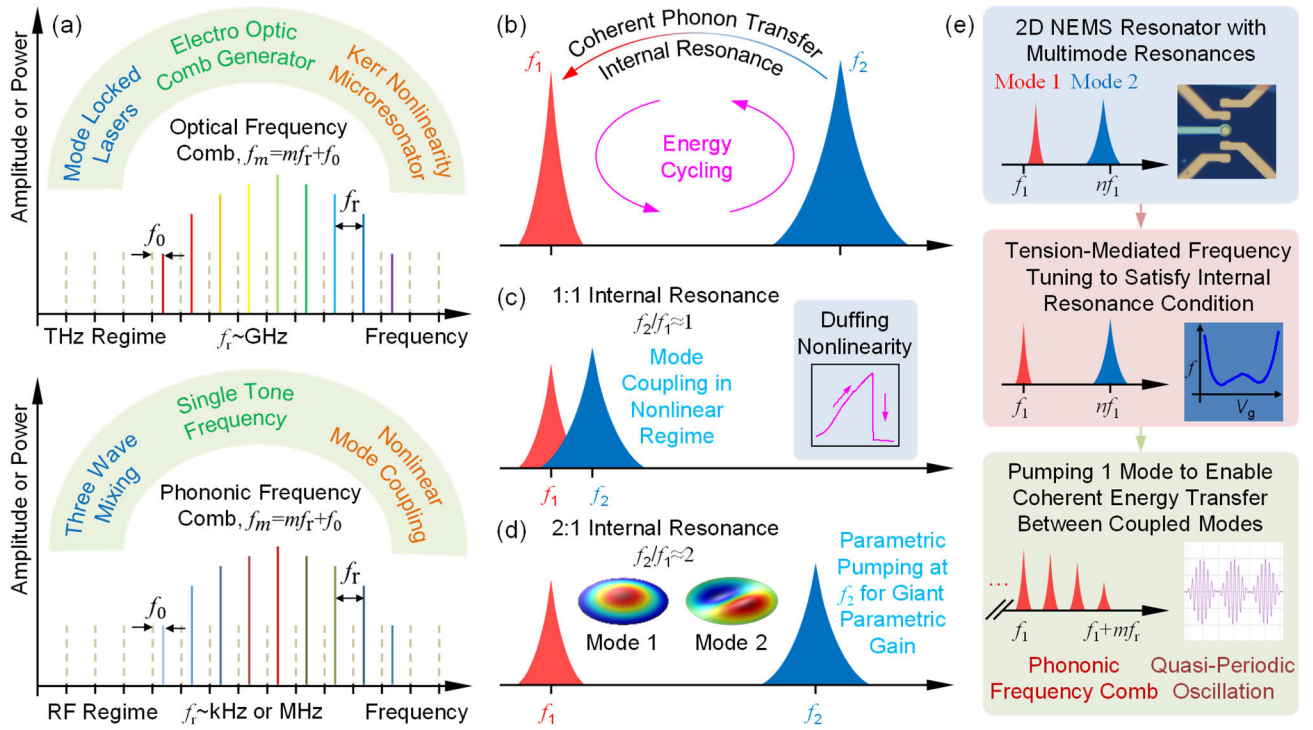 (a)
Amplitude or Power
Mode Locked
Lasers
Electro Optic
Comb Generator
Kerr Nonlinearity
Microresonator
Optical Frequency
Comb, fₘ=mfᵣ+f₀
f₀
fᵣ
THz Regime
fᵣ~GHz
Frequency
Amplitude or Power
Three Wave
Mixing
Single Tone
Frequency
Nonlinear
Mode Coupling
Phononic Frequency
Comb, fₘ=mfᵣ+f₀
f₀
fᵣ
RF Regime
fᵣ~kHz or MHz
Frequency
(b)
f₁
Coherent Phonon Transfer
Internal Resonance
f₂
Energy
Cycling
(c)
1:1 Internal Resonance
f₂/f₁≈1
Mode
Coupling in
Nonlinear
Regime
Duffing
Nonlinearity
f₁
f₂
(d)
2:1 Internal Resonance
f₂/f₁≈2
Mode 1
Mode 2
Parametric
Pumping at
f₂ for Giant
Parametric
Gain
f₁
f₂
(e)
2D NEMS Resonator with
Multimode Resonances
Mode 1
Mode 2
f₁
nf₁
Tension-Mediated Frequency
Tuning to Satisfy Internal
Resonance Condition
f₁
nf₁
f
V_g
Pumping 1 Mode to Enable
Coherent Energy Transfer
Between Coupled Modes
...
f₁
f₁+mfᵣ
Phononic
Frequency Comb
Quasi-Periodic
Oscillation